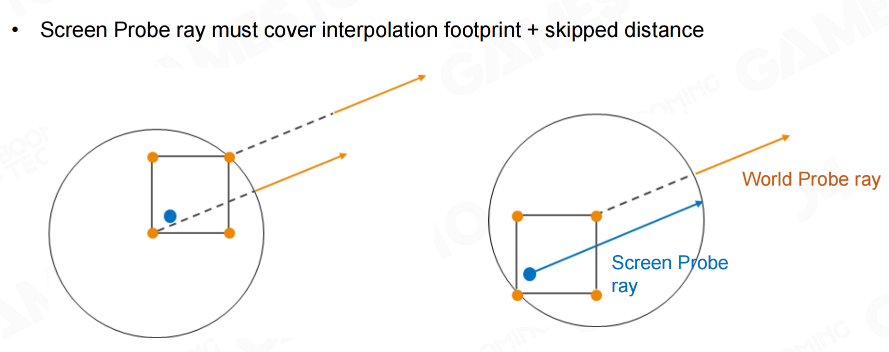 • Screen Probe ray must cover interpolation footprint + skipped distance
World Probe ray
Screen Probe
ray